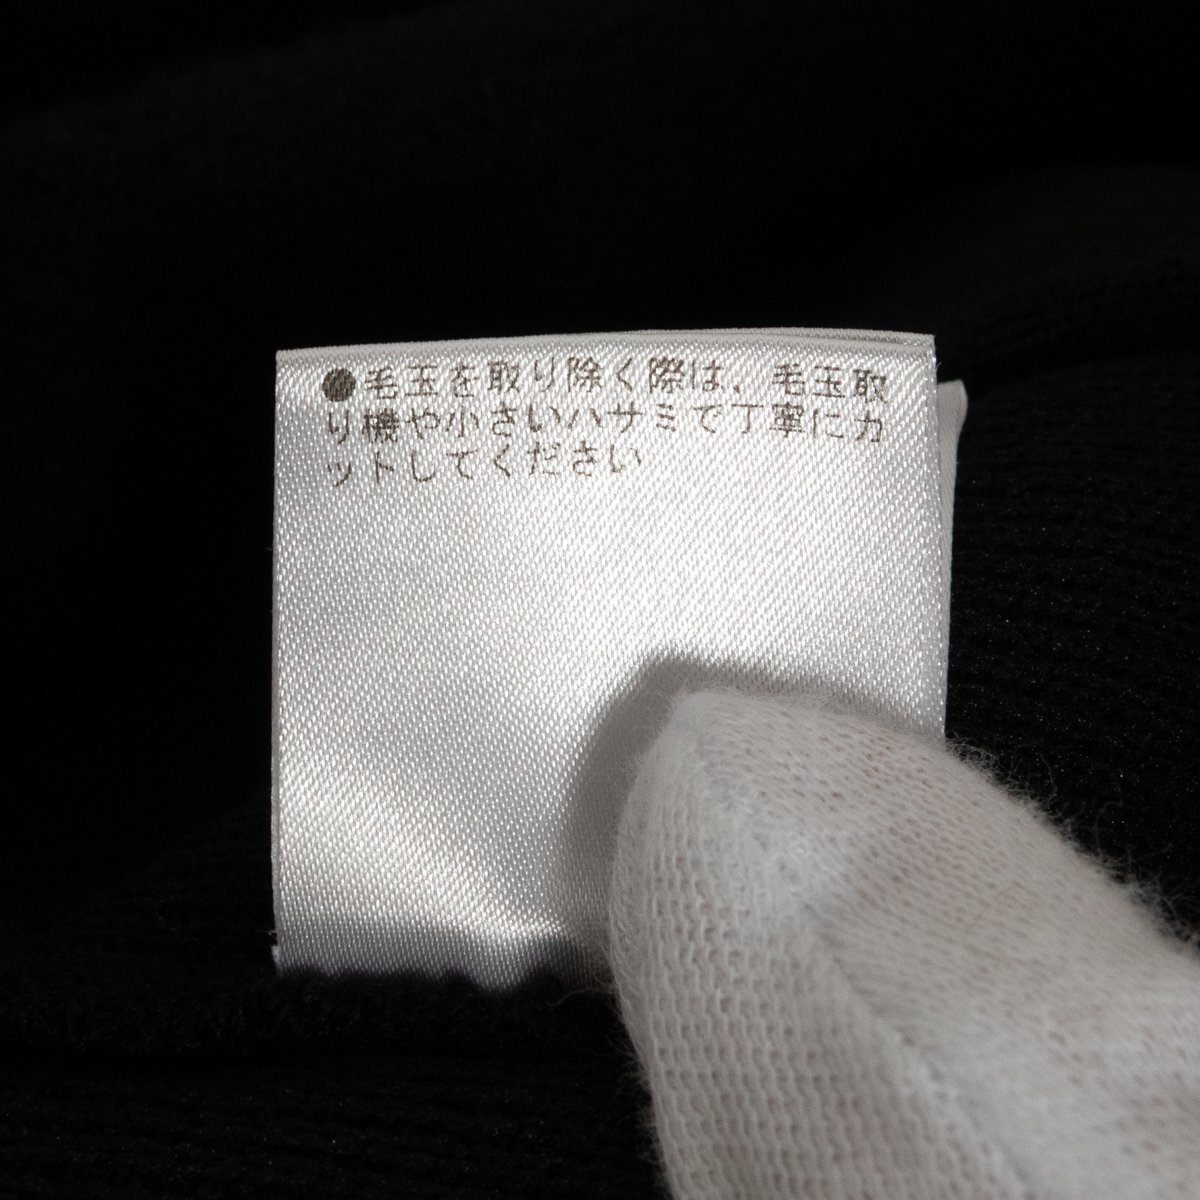 ●毛玉を取り除く際は、毛玉取
り機や小さいハサミで丁寧にカ
ットしてください